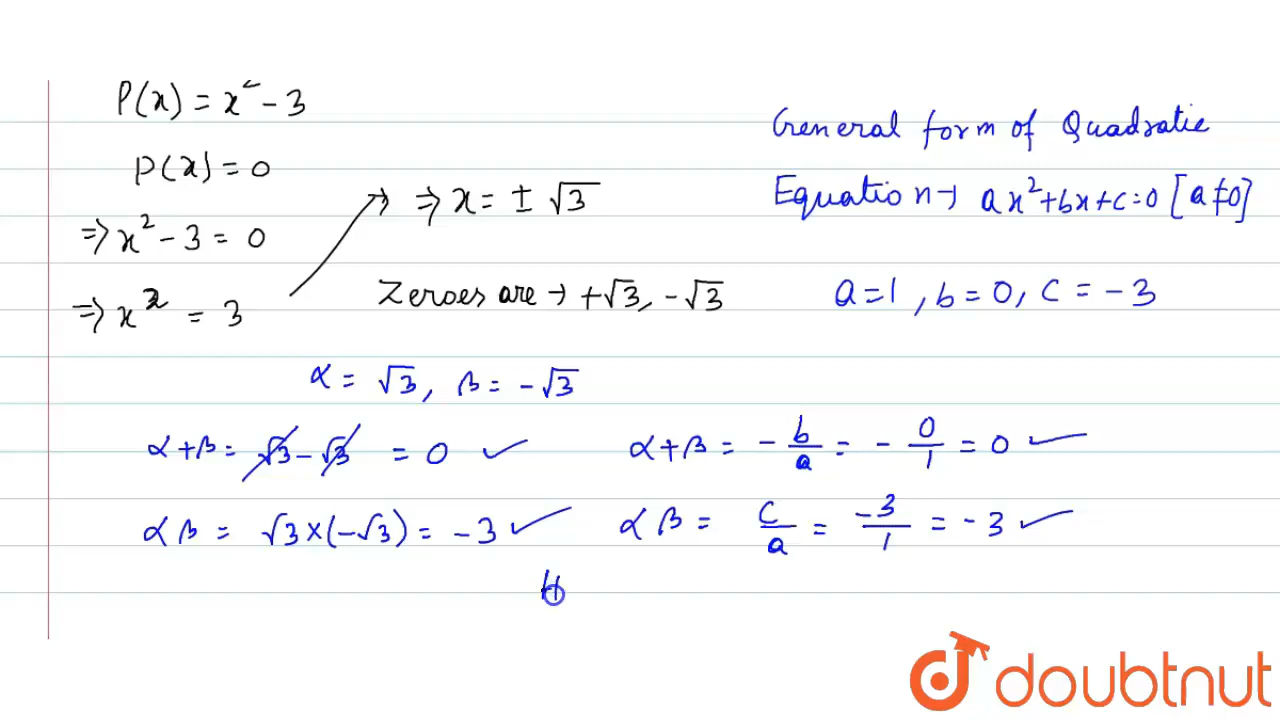 P(x) = x² - 3
P(x) = 0
⇒ x² - 3 = 0
⇒ x² = 3
⇒ x = ± √3
Zeroes are → +√3, -√3
General form of Quadratic
Equation → ax²+bx+c=0 [a≠0]
a=1, b=0, c=-3
α = √3, β = -√3
α+β = √3 - √3 = 0 ✓
α+β = -b/a = -0/1 = 0 ✓
αβ = √3×(-√3) = -3 ✓
αβ = c/a = -3/1 = -3 ✓
H
doubtnut